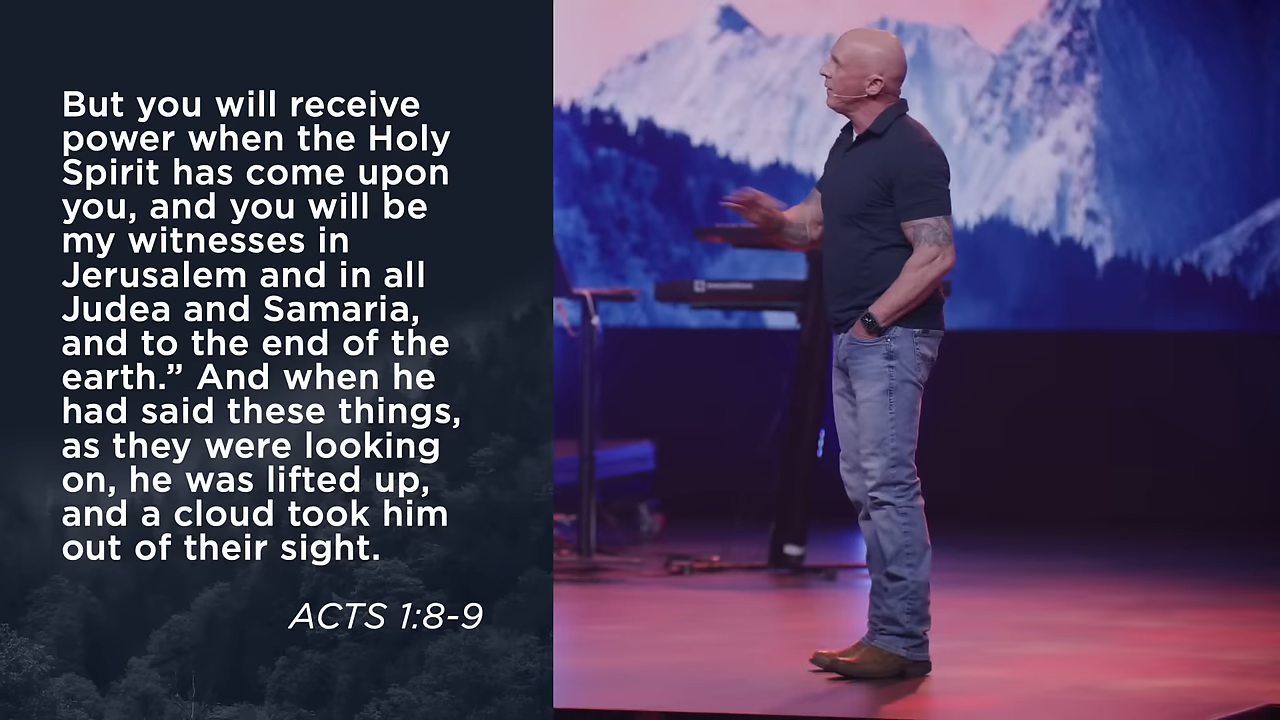 But you will receive
power when the Holy
Spirit has come upon
you, and you will be
my witnesses in
Jerusalem and in all
Judea and Samaria,
and to the end of the
earth.” And when he
had said these things,
as they were looking
on, he was lifted up,
and a cloud took him
out of their sight.
ACTS 1:8-9